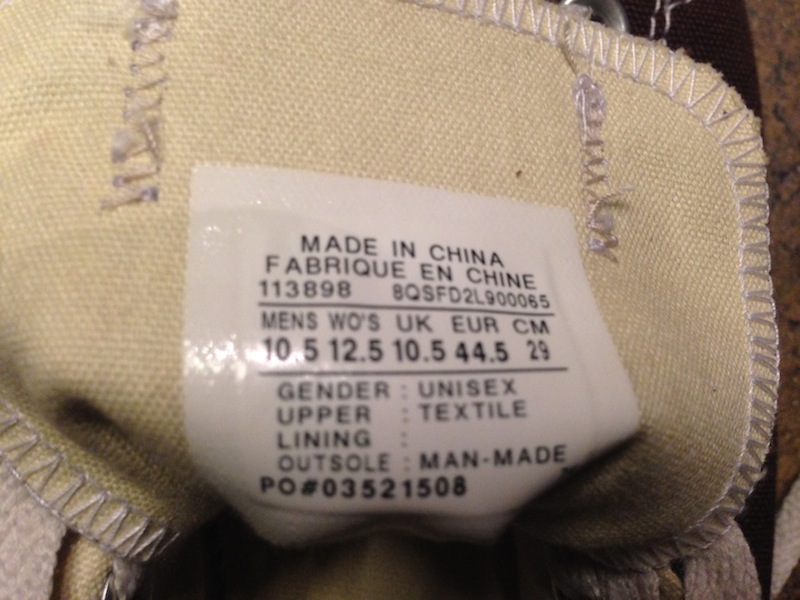 MADE IN CHINA
FABRIQUE EN CHINE
113898 8QSFD2L900065
MENS WO'S UK EUR CM
10.5 12.5 10.5 44.5 29
GENDER : UNISEX
UPPER : TEXTILE
LINING :
OUTSOLE : MAN-MADE
PO#03521508